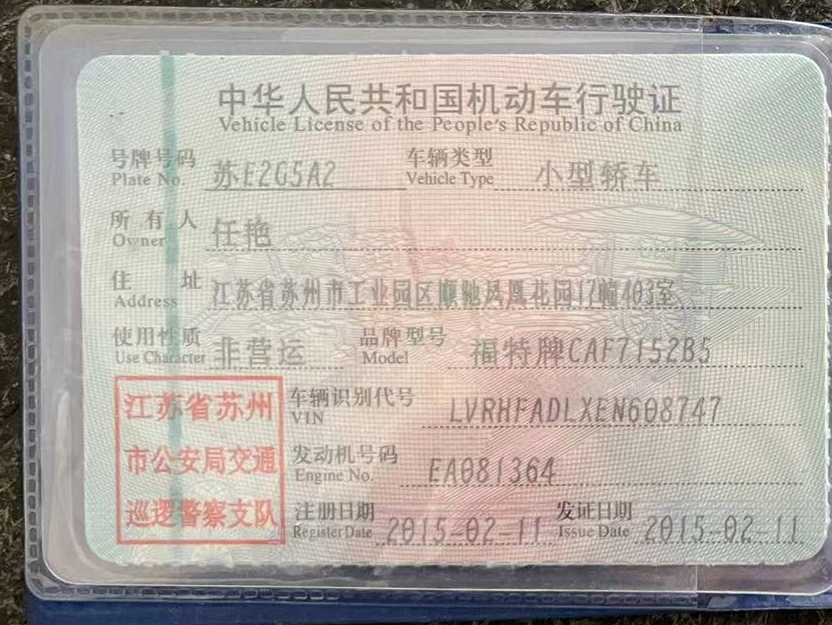 中华人民共和国机动车行驶证
Vehicle License of the People's Republic of China
号牌号码 苏E2G5A2 车辆类型 小型轿车
Plate No. Vehicle Type
所有人 任艳
Owner
住址 江苏省苏州市工业园区顺驰凤凰花园17幢403室
Address
使用性质 非营运 品牌型号 福特牌CAF7152B5
Use Character Model
江苏省苏州 车辆识别代号 LVRHFADLXEN608747
VIN
市公安局交通 发动机号码 EA081364
Engine No.
巡逻警察支队 注册日期 2015-02-11 发证日期 2015-02-11
Register Date Issue Date